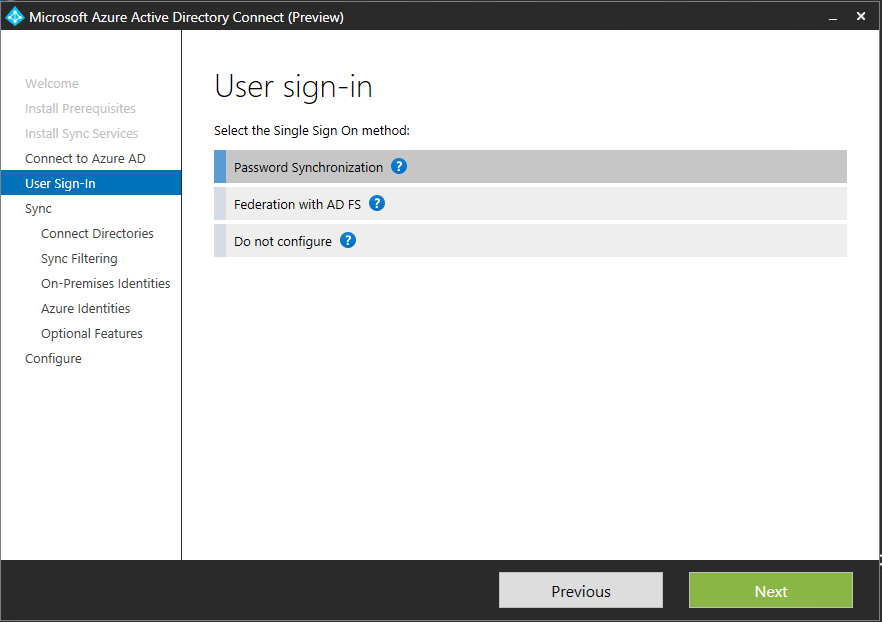 Microsoft Azure Active Directory Connect (Preview)
Welcome
Install Prerequisites
Install Sync Services
Connect to Azure AD
User Sign-In
Sync
Connect Directories
Sync Filtering
On-Premises Identities
Azure Identities
Optional Features
Configure
User sign-in
Select the Single Sign On method:
Password Synchronization ?
Federation with AD FS ?
Do not configure ?
Previous
Next